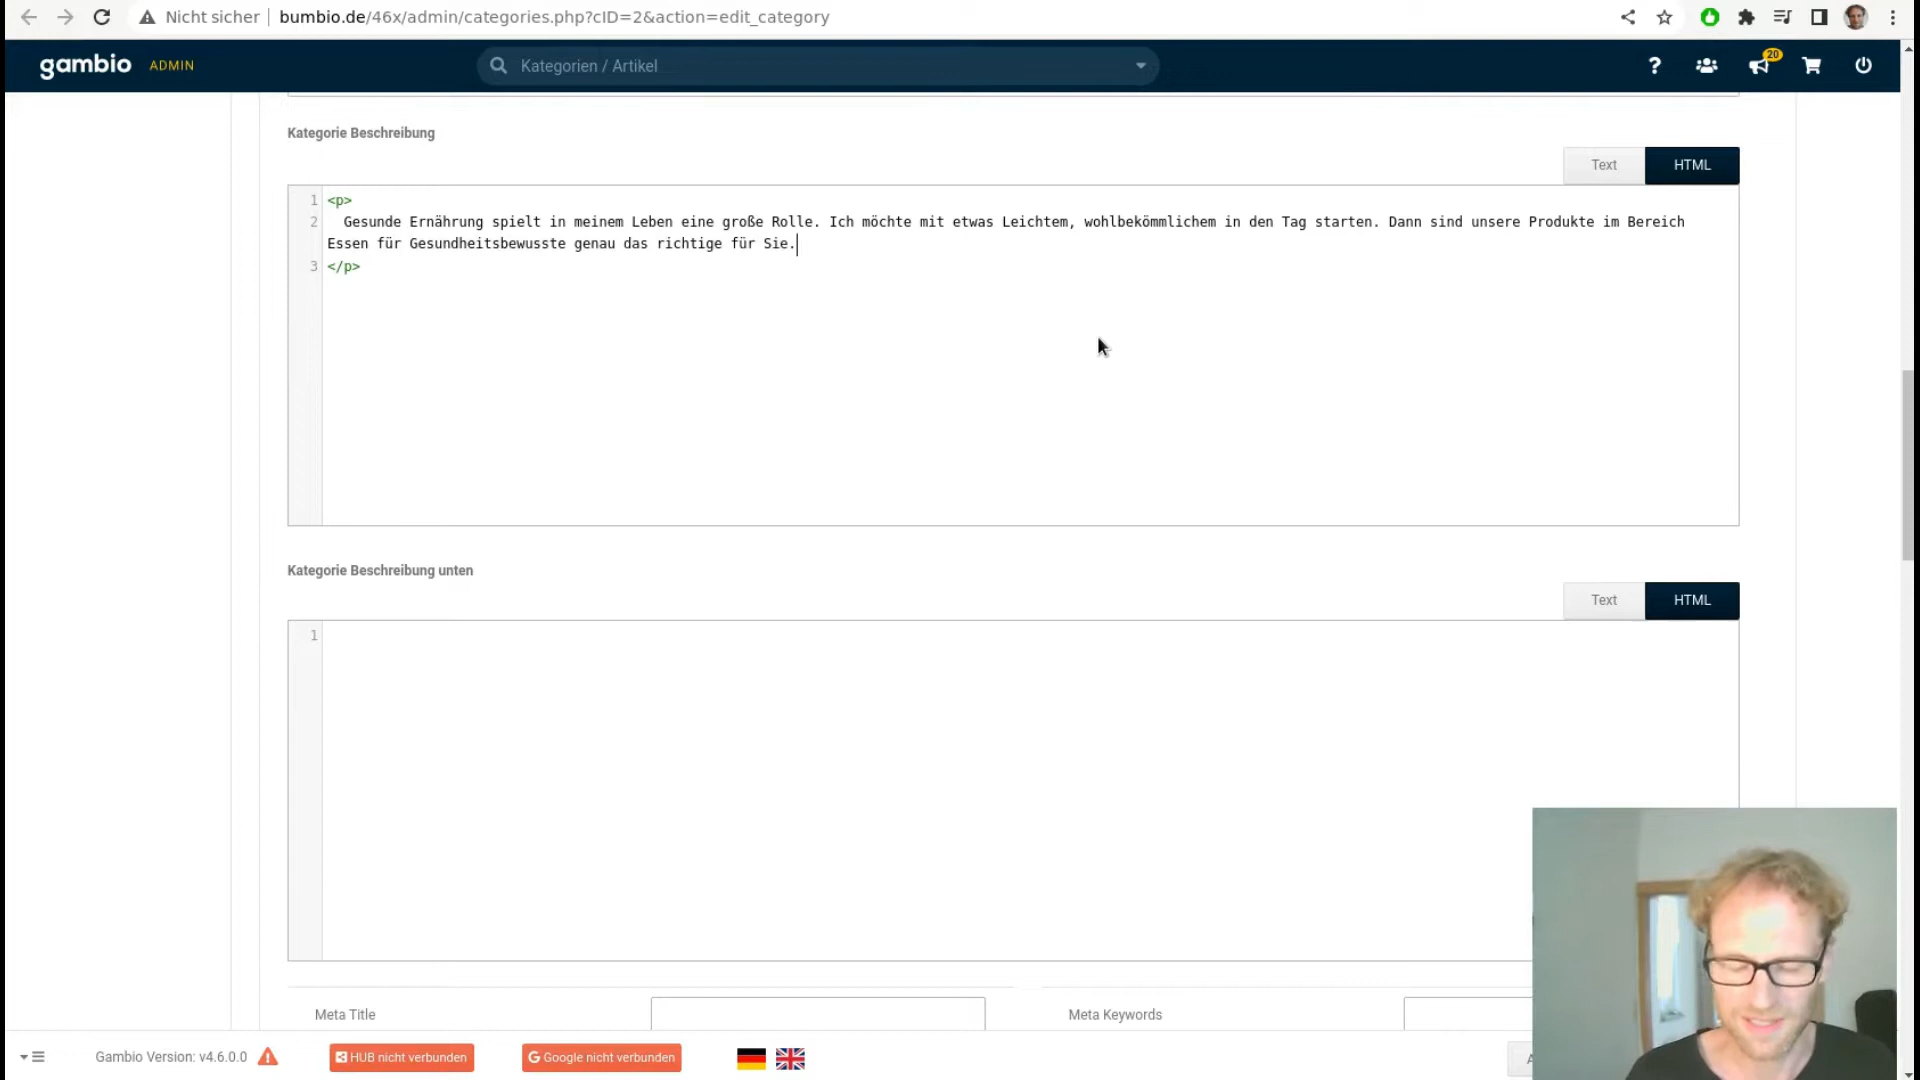 Nicht sicher bumbio.de/46x/admin/categories.php?cID=2&action=edit_category
gambio ADMIN Kategorien / Artikel ? 20
Kategorie Beschreibung
Text HTML
1 <p>
2 Gesunde Ernährung spielt in meinem Leben eine große Rolle. Ich möchte mit etwas Leichtem, wohlbekömmlichem in den Tag starten. Dann sind unsere Produkte im Bereich
Essen für Gesundheitsbewusste genau das richtige für Sie.
3 </p>
Kategorie Beschreibung unten
Text HTML
1
Meta Title Meta Keywords
Gambio Version: v4.6.0.0 HUB nicht verbunden G Google nicht verbunden